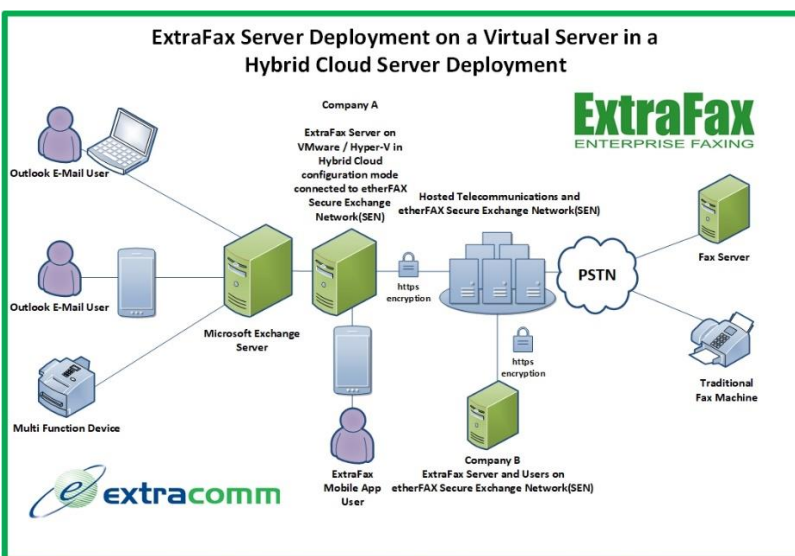 ExtraFax Server Deployment on a Virtual Server in a
Hybrid Cloud Server Deployment
ExtraFax
ENTERPRISE FAXING
Company A
ExtraFax Server on
VMware / Hyper-V in
Hybrid Cloud
configuration mode
connected to etherFAX
Secure Exchange
Network(SEN)
Outlook E-Mail User
Hosted Telecommunications and
etherFAX Secure Exchange Network(SEN)
Fax Server
PSTN
https
encryption
Outlook E-Mail User
Microsoft Exchange
Server
https
encryption
Traditional
Fax Machine
Multi Function Device
Company B
ExtraFax Server and Users on
etherFAX Secure Exchange Network(SEN)
ExtraFax
Mobile App
User
e extracomm